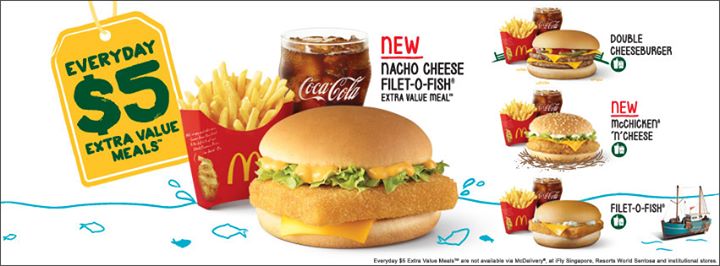 EVERYDAY
$5
EXTRA VALUE
MEALS™
Coca-Cola
NEW
NACHO CHEESE
FILET-O-FISH®
EXTRA VALUE MEAL™
DOUBLE
CHEESEBURGER
NEW
McCHICKEN®
'N' CHEESE
FILET-O-FISH®
Everyday $5 Extra Value Meals™ are not available via McDelivery®, at iFly Singapore, Resorts World Sentosa and institutional stores.